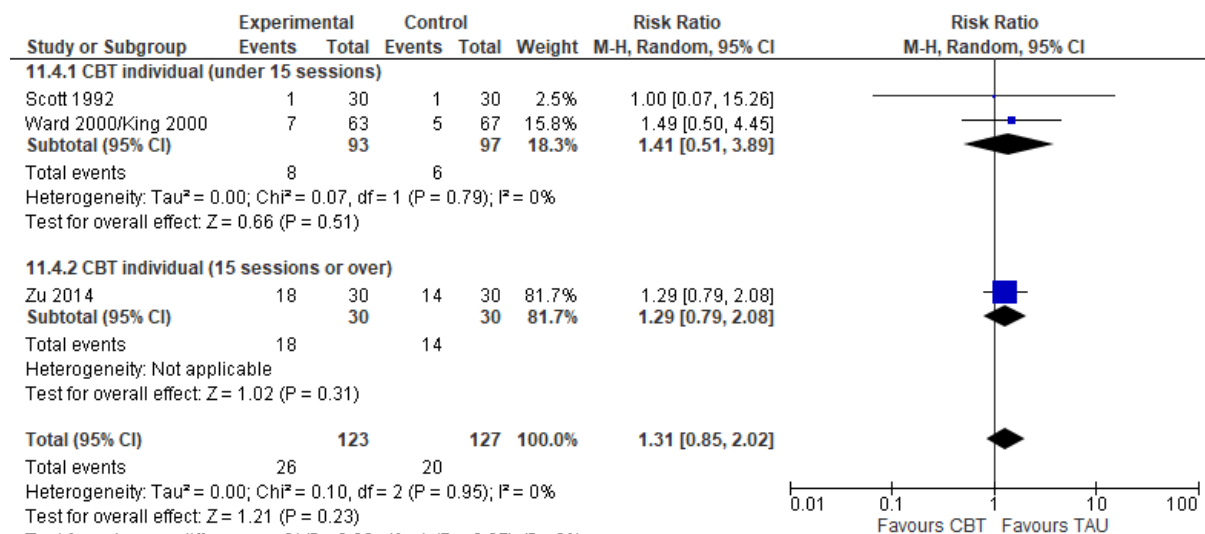 Experimental Control Risk Ratio Risk Ratio
Study or Subgroup Events Total Events Total Weight M-H, Random, 95% CI M-H, Random, 95% CI
11.4.1 CBT individual (under 15 sessions)
Scott 1992 1 30 1 30 2.5% 1.00 [0.07, 15.26]
Ward 2000/King 2000 7 63 5 67 15.8% 1.49 [0.50, 4.45]
Subtotal (95% CI) 93 97 18.3% 1.41 [0.51, 3.89]
Total events 8 6
Heterogeneity: Tau² = 0.00; Chi² = 0.07, df = 1 (P = 0.79); I² = 0%
Test for overall effect: Z = 0.66 (P = 0.51)
11.4.2 CBT individual (15 sessions or over)
Zu 2014 18 30 14 30 81.7% 1.29 [0.79, 2.08]
Subtotal (95% CI) 30 30 81.7% 1.29 [0.79, 2.08]
Total events 18 14
Heterogeneity: Not applicable
Test for overall effect: Z = 1.02 (P = 0.31)
Total (95% CI) 123 127 100.0% 1.31 [0.85, 2.02]
Total events 26 20
Heterogeneity: Tau² = 0.00; Chi² = 0.10, df = 2 (P = 0.95); I² = 0%
Test for overall effect: Z = 1.21 (P = 0.23)
0.01 0.1 1 10 100
Favours CBT Favours TAU